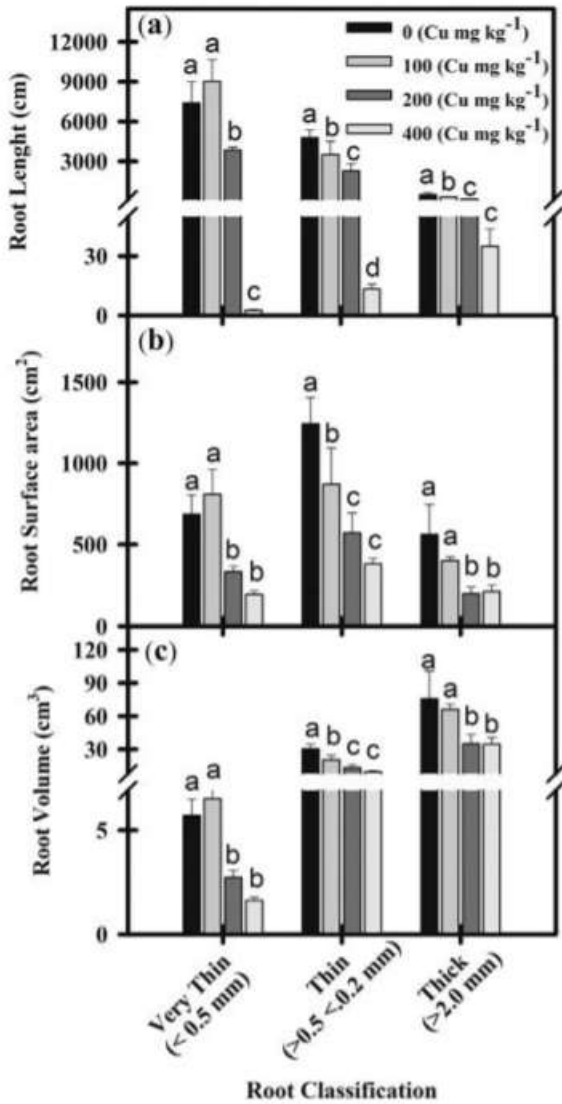 (a)
0 (Cu mg kg-1)
100 (Cu mg kg-1)
200 (Cu mg kg-1)
400 (Cu mg kg-1)
12000
9000
6000
3000
30
0
Root Lenght (cm)
a a b c
a b c d
a b c c
(b)
1500
1000
500
0
Root Surface area (cm2)
a a b b
a b c c
a a b b
(c)
120
90
60
30
5
0
Root Volume (cm3)
a a b b
a b c c
a a b b
Very Thin
(< 0.5 mm)
Thin
(>0.5 <.0.2 mm)
Thick
(>2.0 mm)
Root Classification